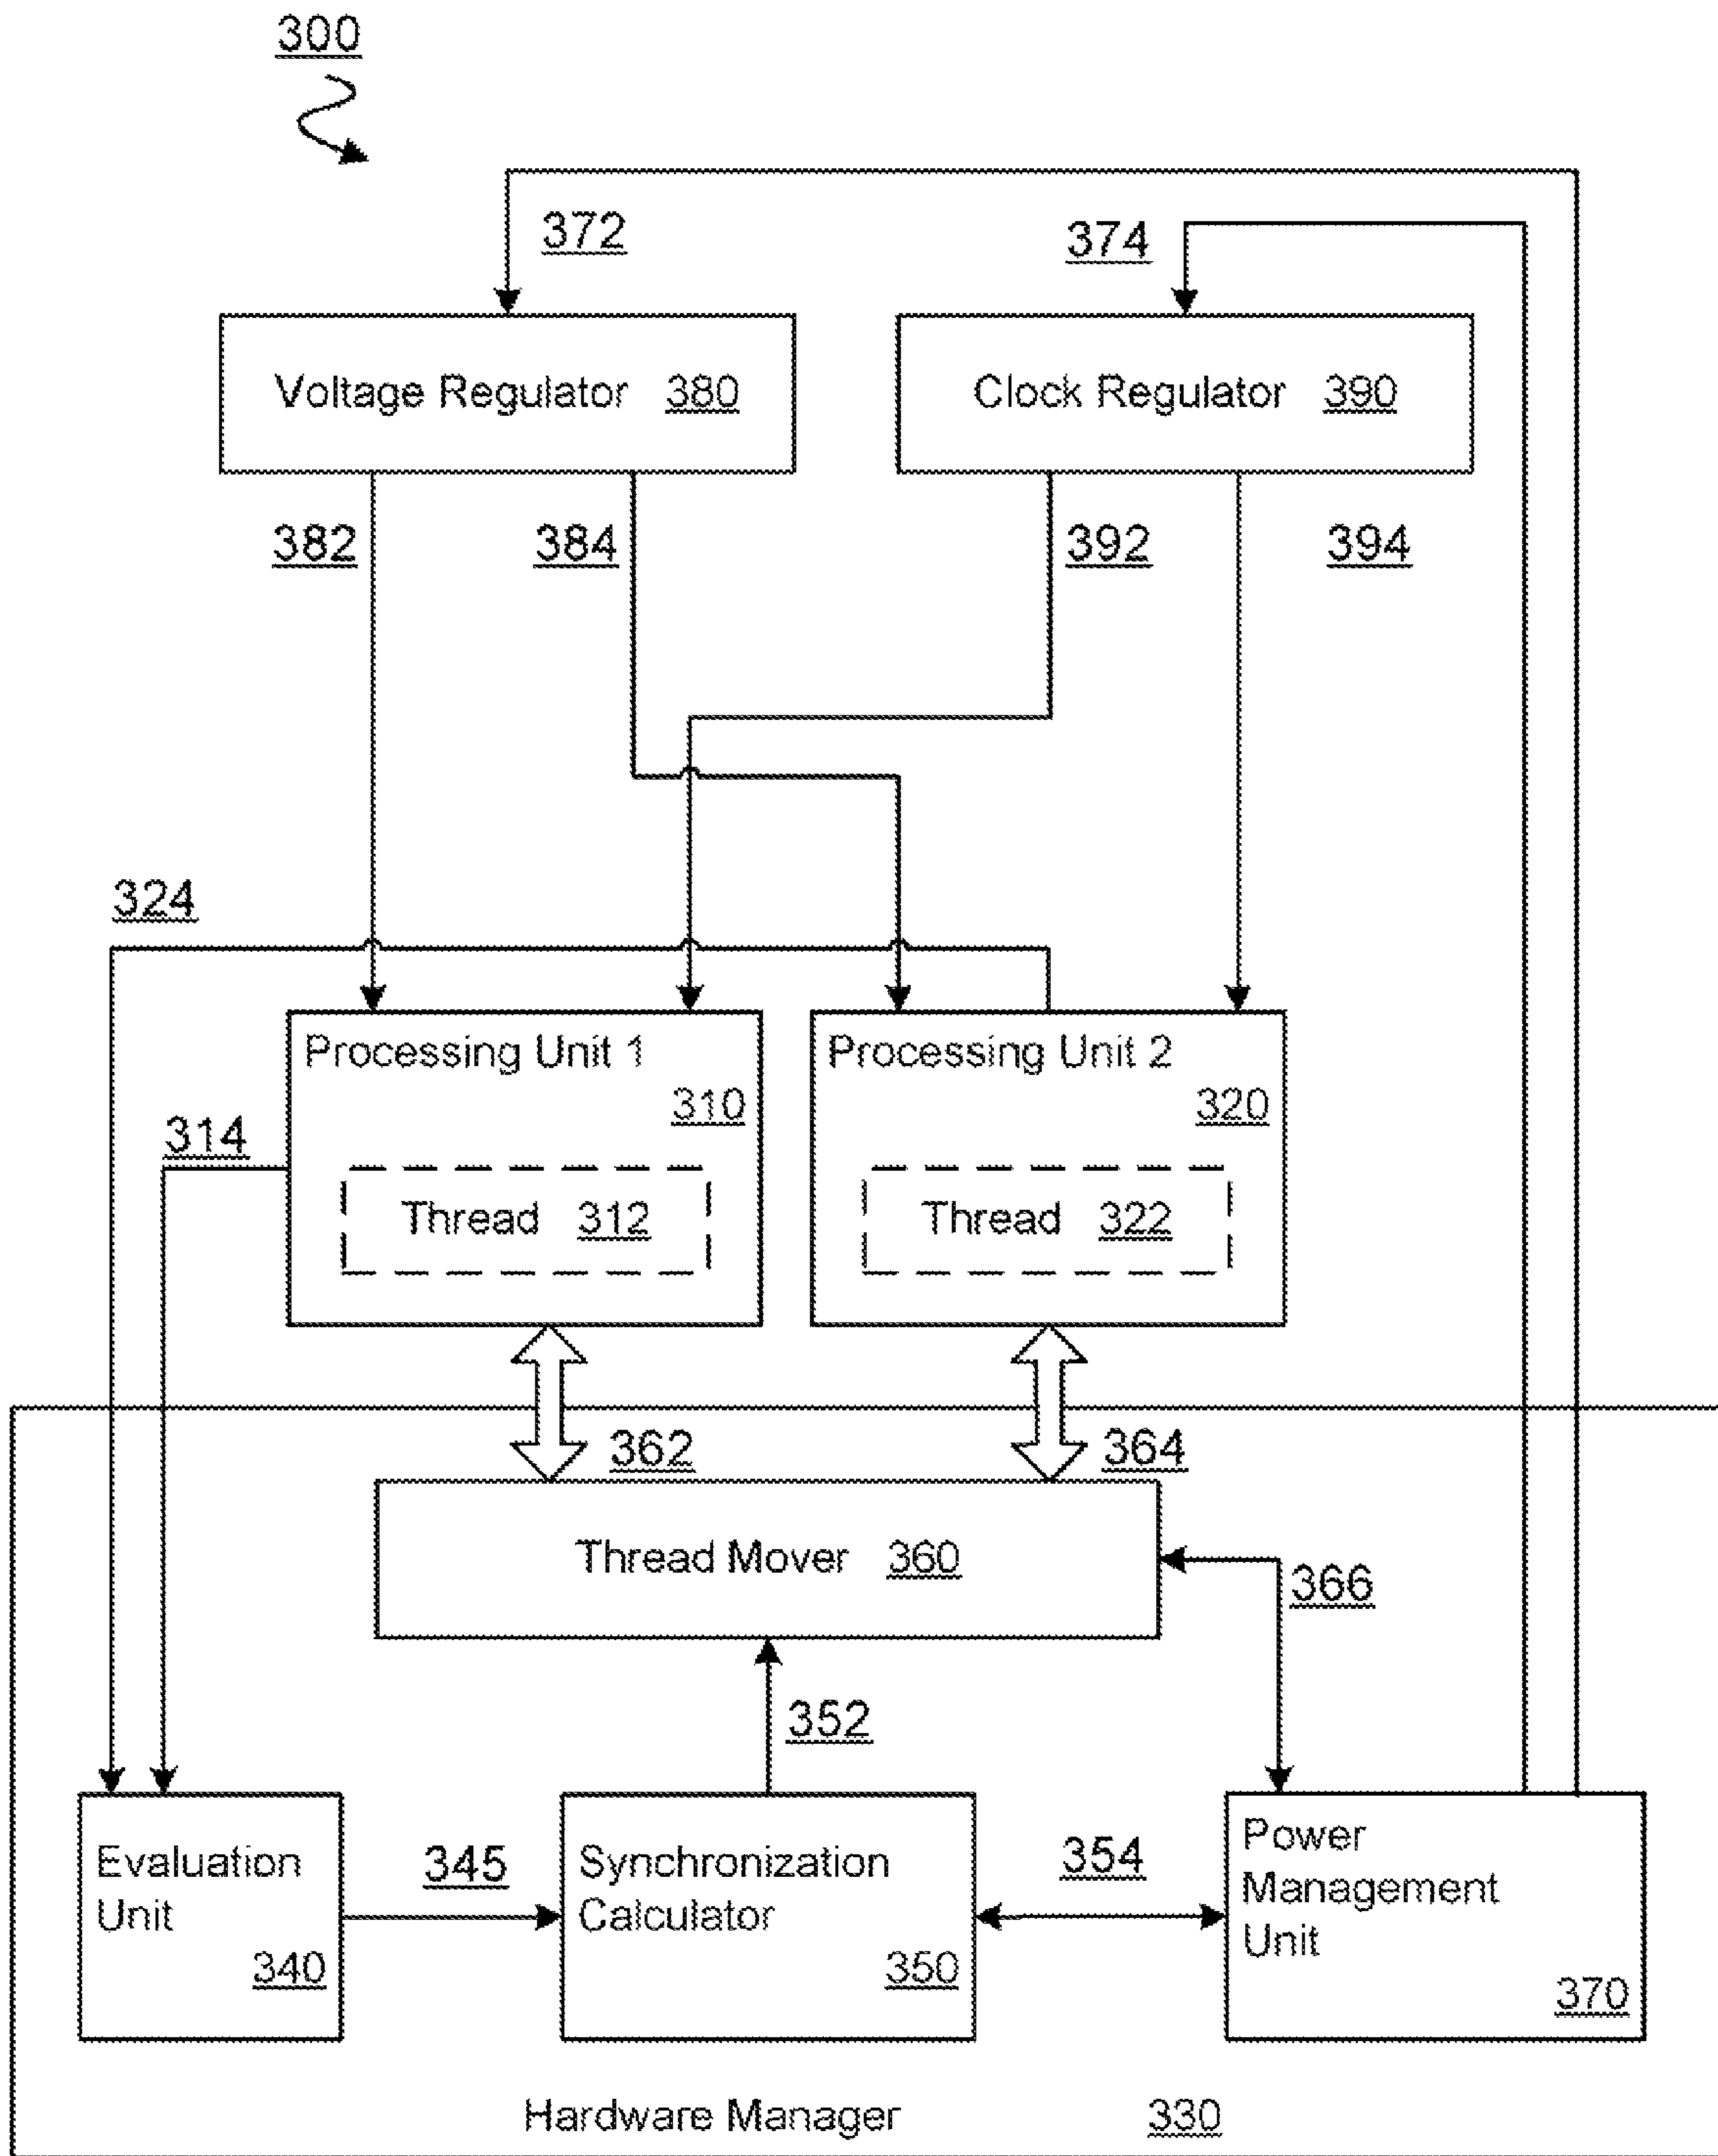 300
372
374
Voltage Regulator 380
Clock Regulator 390
382
384
392
394
324
Processing Unit 1
310
Processing Unit 2
320
314
Thread 312
Thread 322
362
364
Thread Mover 360
366
352
Evaluation
Unit
340
345
Synchronization
Calculator
350
354
Power
Management
Unit
370
Hardware Manager 330